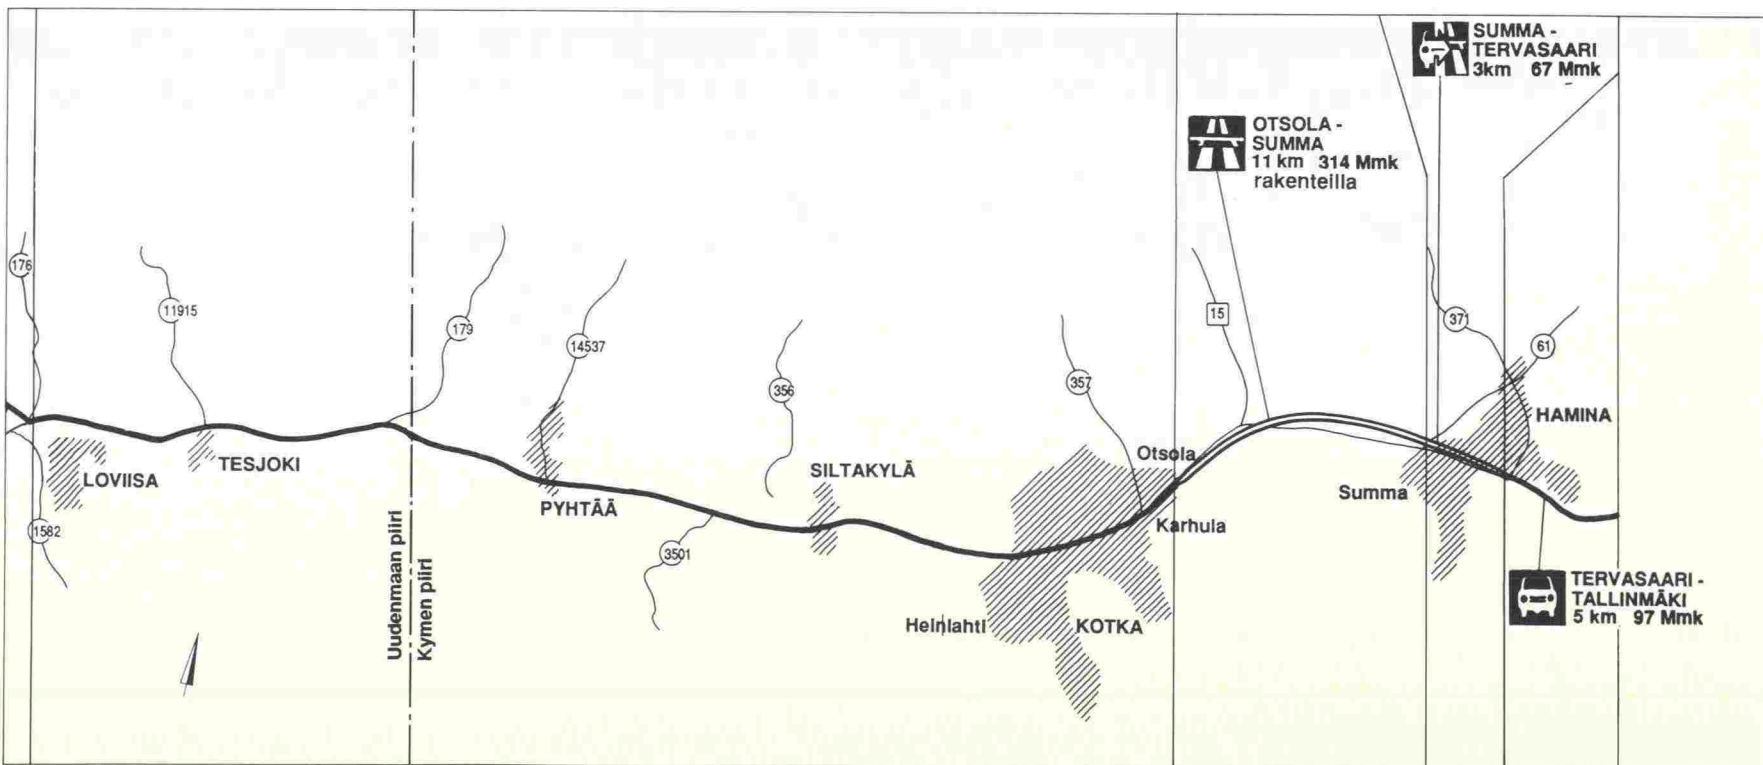 SUMMA -
TERVASAARI
3km 67 Mmk
OTSOLA -
SUMMA
11 km 314 Mmk
rakenteilla
176
11915
179
14537
356
357
15
371
61
HAMINA
Otsola
SILTAKYLÄ
TESJOKI
LOVIISA
PYHTÄÄ
Summa
Karhula
1582
3501
Uudenmaan piiri
Kymen piiri
Heinlahti
KOTKA
TERVASAARI -
TALLINMÄKI
5 km 97 Mmk